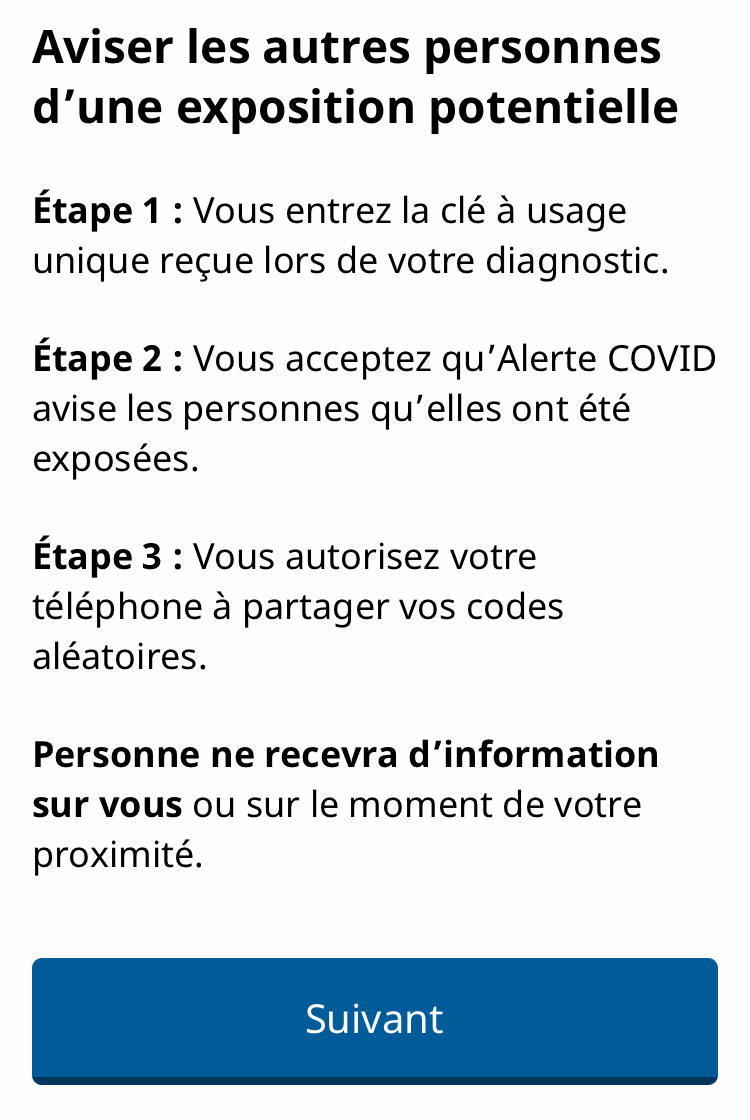 Aviser les autres personnes
d’une exposition potentielle
Étape 1 : Vous entrez la clé à usage
unique reçue lors de votre diagnostic.
Étape 2 : Vous acceptez qu’Alerte COVID
avise les personnes qu’elles ont été
exposées.
Étape 3 : Vous autorisez votre
téléphone à partager vos codes
aléatoires.
Personne ne recevra d’information
sur vous ou sur le moment de votre
proximité.
Suivant